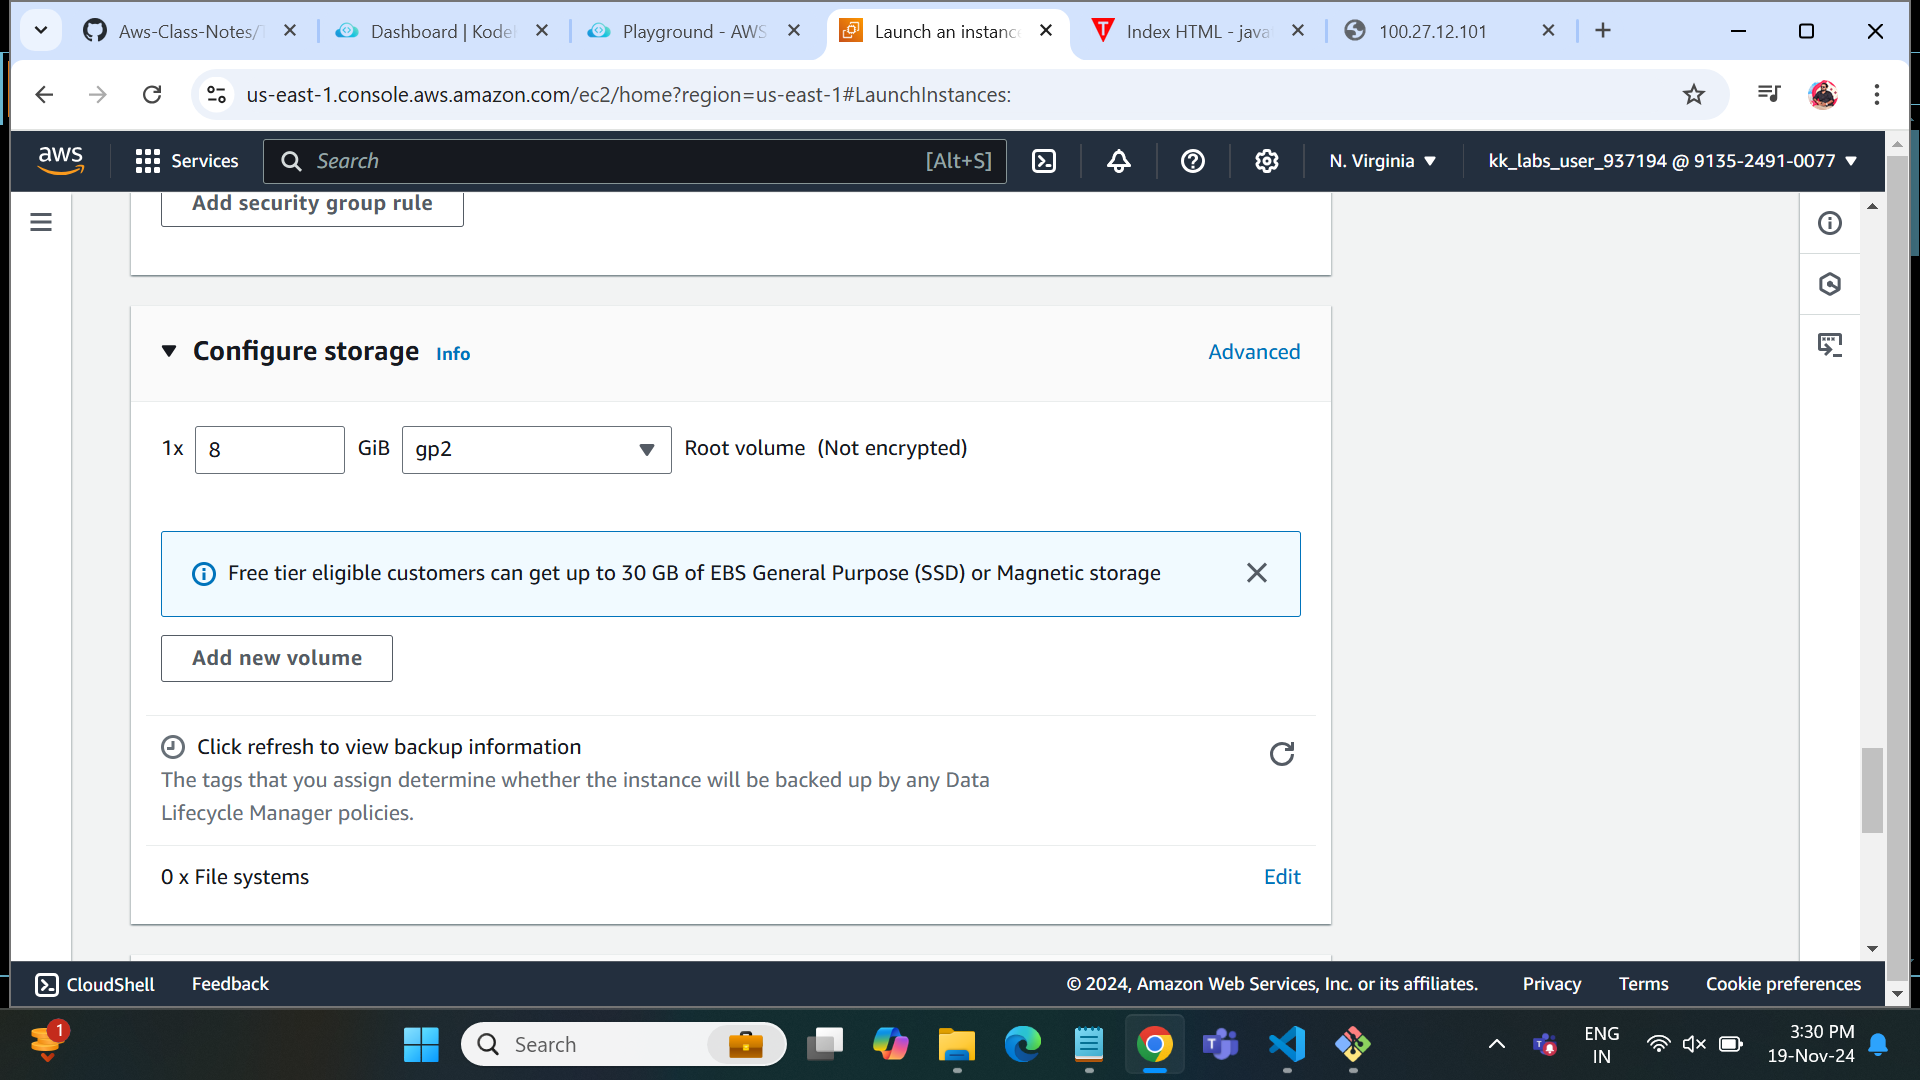 Aws-Class-Notes/
Dashboard | Kodel
Playground - AWS
Launch an instanc
Index HTML - java
100.27.12.101
us-east-1.console.aws.amazon.com/ec2/home?region=us-east-1#LaunchInstances:
aws
Services
Search
[Alt+S]
N. Virginia
kk_labs_user_937194 @ 9135-2491-0077
Add security group rule
Configure storage Info
Advanced
1x 8 GiB gp2 Root volume (Not encrypted)
Free tier eligible customers can get up to 30 GB of EBS General Purpose (SSD) or Magnetic storage
Add new volume
Click refresh to view backup information
The tags that you assign determine whether the instance will be backed up by any Data
Lifecycle Manager policies.
0 x File systems
Edit
CloudShell
Feedback
© 2024, Amazon Web Services, Inc. or its affiliates.
Privacy
Terms
Cookie preferences
1
Search
ENG
IN
3:30 PM
19-Nov-24